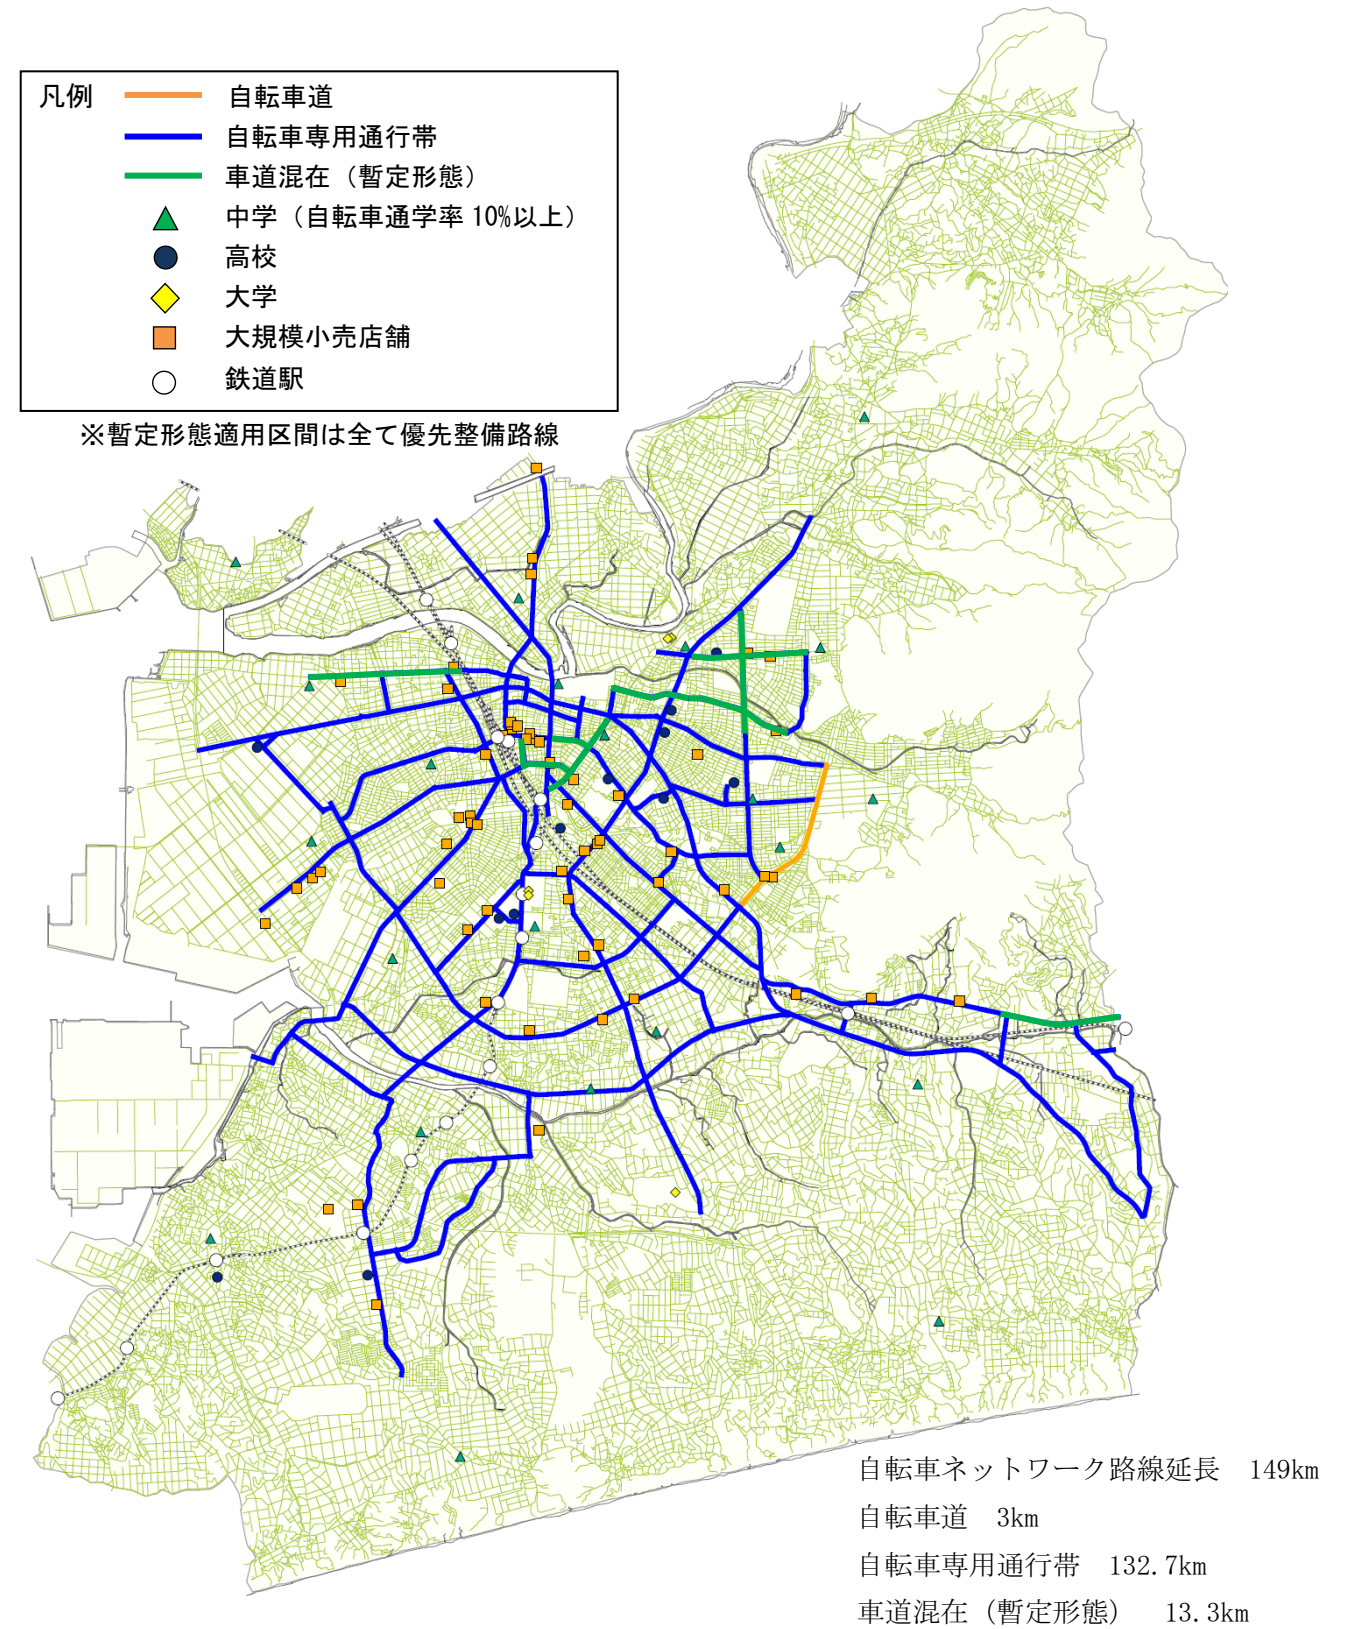 凡例
自転車道
自転車専用通行帯
車道混在（暫定形態）
中学（自転車通学率 10%以上）
高校
大学
大規模小売店舗
鉄道駅
※暫定形態適用区間は全て優先整備路線
自転車ネットワーク路線延長　149km
自転車道　3km
自転車専用通行帯　132.7km
車道混在（暫定形態）　13.3km